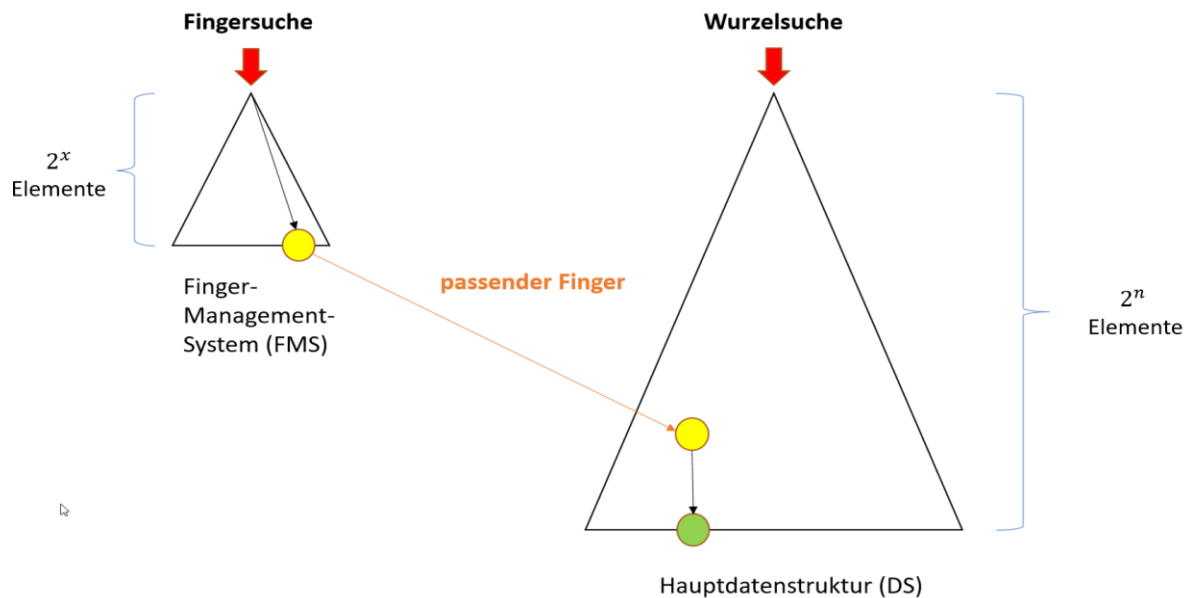 Fingersuche
Wurzelsuche
2^x
Elemente
Finger-
Management-
System (FMS)
passender Finger
2^n
Elemente
Hauptdatenstruktur (DS)